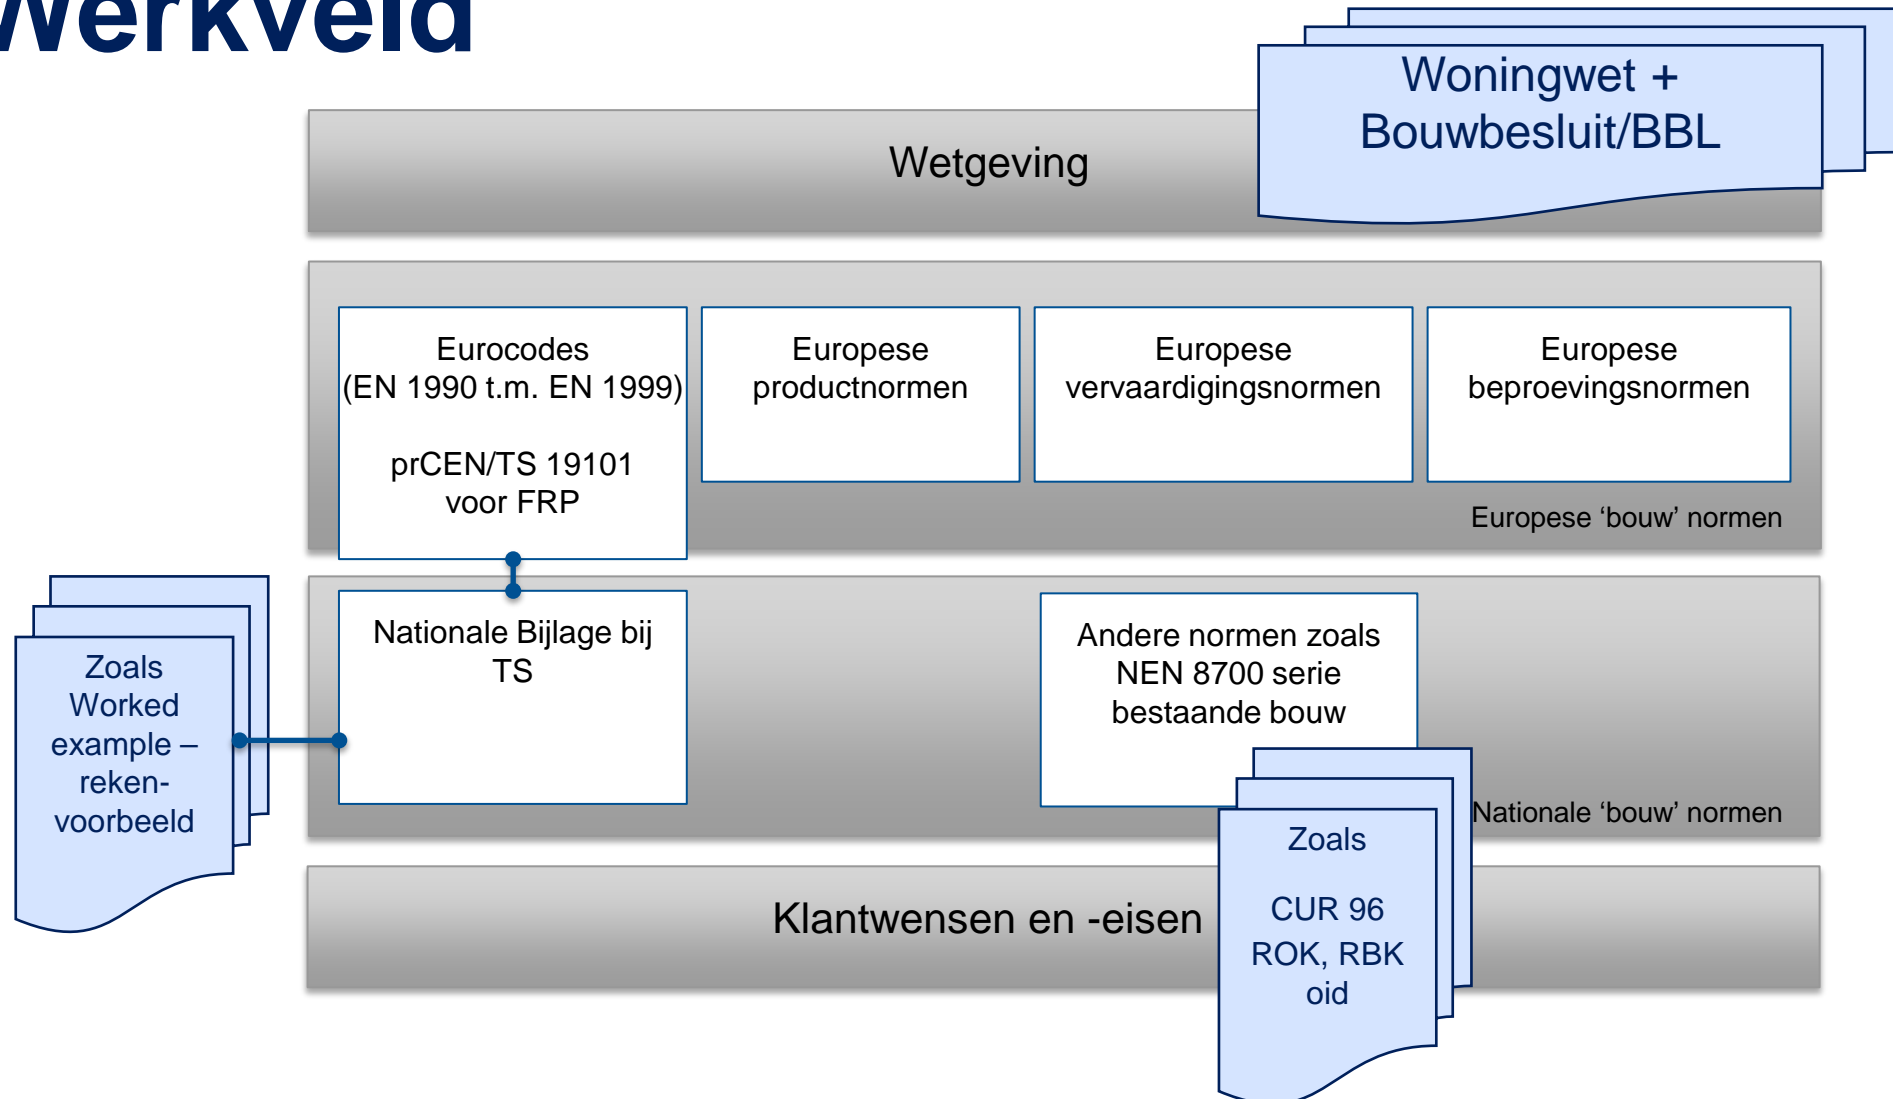 Werkveld
Woningwet +
Bouwbesluit/BBL
Wetgeving
Eurocodes
(EN 1990 t.m. EN 1999)
prCEN/TS 19101
voor FRP
Europese
productnormen
Europese
vervaardigingsnormen
Europese
beproevingsnormen
Europese ‘bouw’ normen
Nationale Bijlage bij
TS
Andere normen zoals
NEN 8700 serie
bestaande bouw
Nationale ‘bouw’ normen
Zoals
Worked
example –
reken-
voorbeeld
Zoals
CUR 96
ROK, RBK
oid
Klantwensen en -eisen